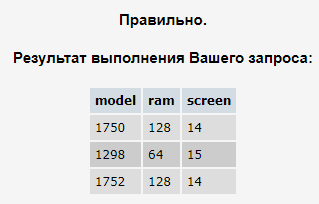 Правильно.
Результат выполнения Вашего запроса:
model ram screen
1750 128 14
1298 64 15
1752 128 14